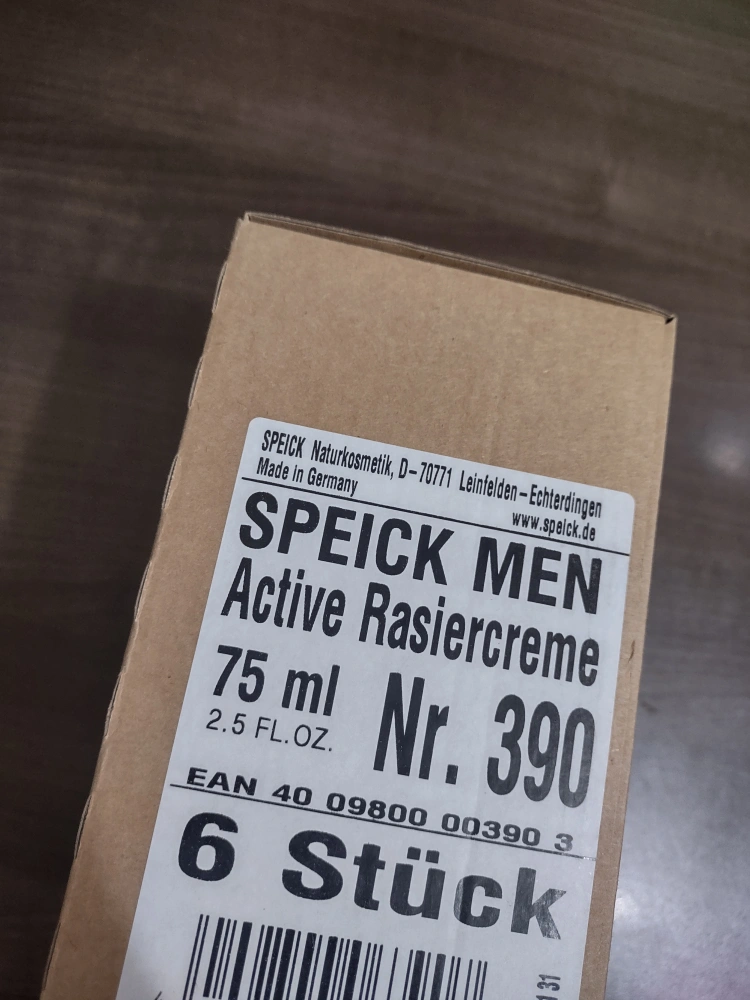 SPEICK Naturkosmetik, D-70771 Leinfelden-Echterdingen
Made in Germany
www.speick.de
SPEICK MEN
Active Rasiercreme
75 ml
2.5 FL.OZ.
Nr. 390
EAN 40 09800 00390 3
6 Stück
31